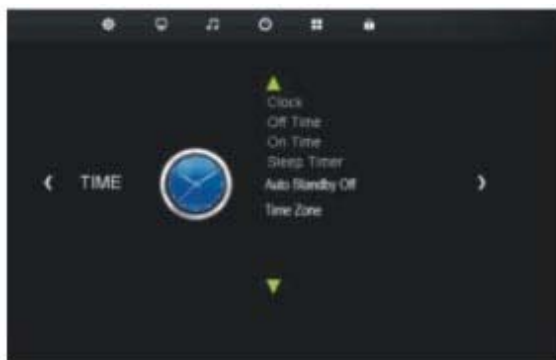 Clock
Off Time
On Time
Sleep Timer
TIME
Auto Standby Off
Time Zone